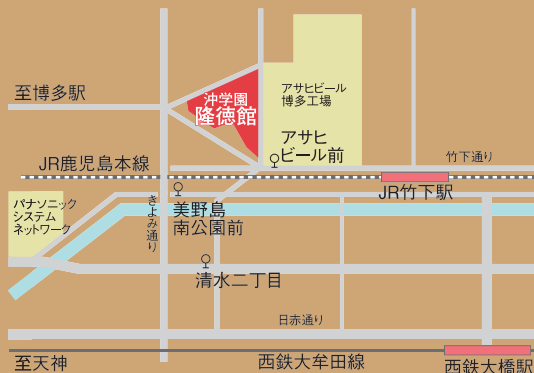 至博多駅
沖学園
隆徳館
アサヒビール
博多工場
アサヒ
ビール前
竹下通り
JR鹿児島本線
JR竹下駅
パナソニック
システム
ネットワーク
きよみ通り
美野島
南公園前
清水二丁目
日赤通り
至天神
西鉄大牟田線
西鉄大橋駅